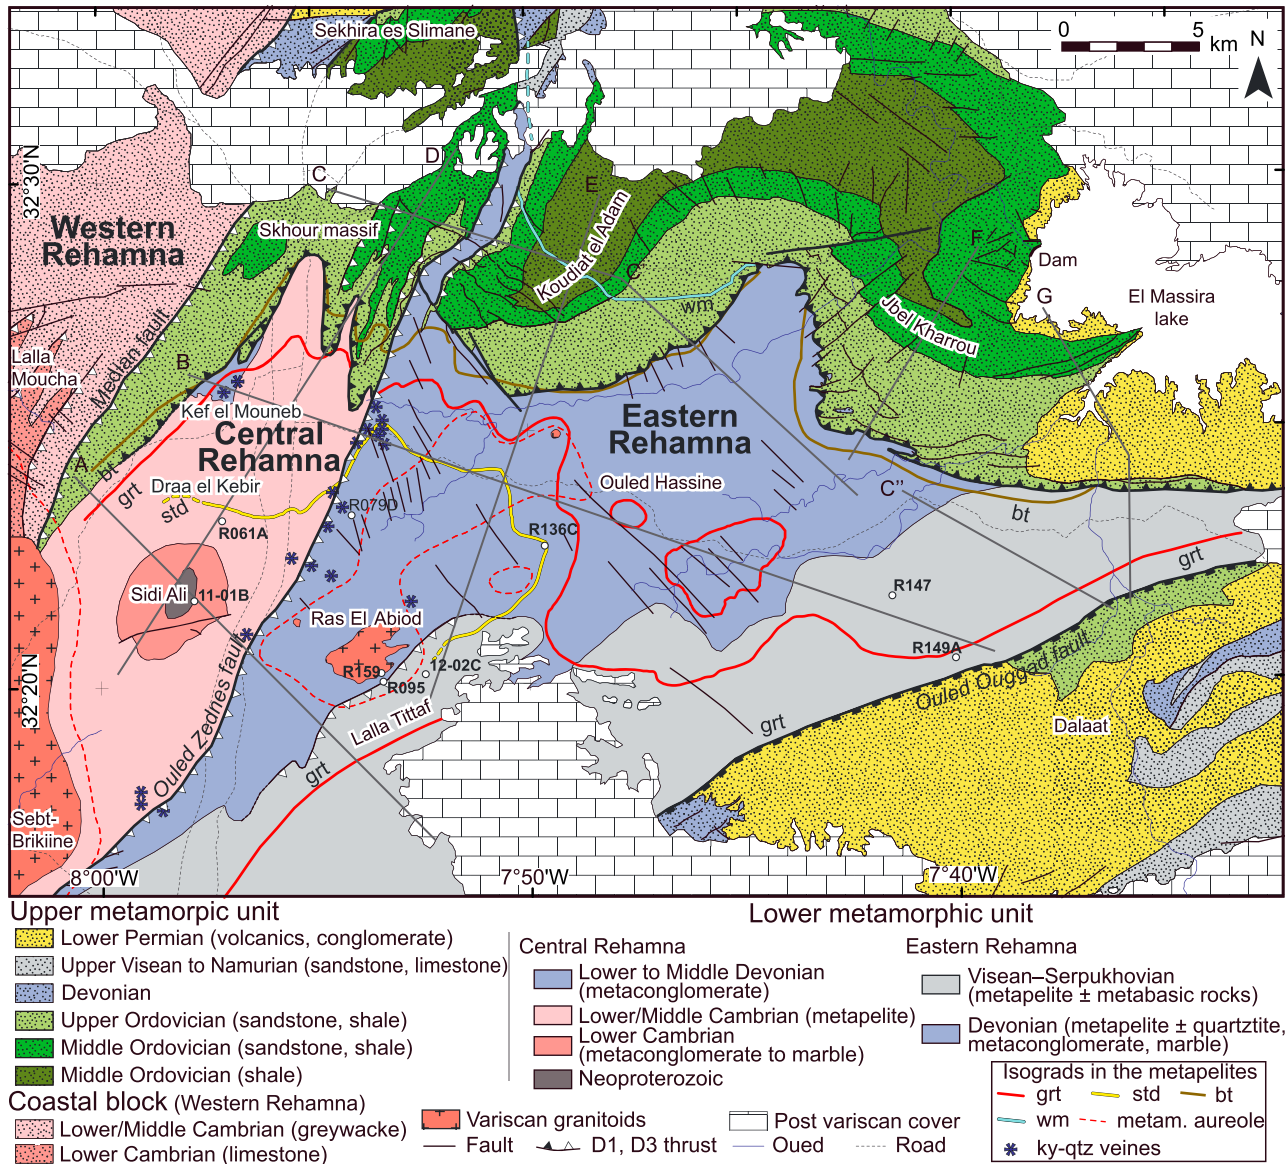 Sekhira es Slimane
0
5
km
N
32°30'N
C
D
E
Western
Rehamna
Skhour massif
Koudiat el Adam
C'
F
Dam
G
El Massira
lake
wm
Jbel Kharrou
Lalla
Moucha
Median fault
B
Kef el Mouneb
Central
Rehamna
Eastern
Rehamna
A
bt
grt
Draa el Kebir
std
R061A
R079D
Ouled Hassine
C''
R136C
bt
grt
Sidi Ali
11-01B
Ras El Abiod
R147
R149A
R159
R095
12-02C
32°20'N
Ouled Zednes fault
Lalla Tittaf
grt
grt
Ouled Ouggad fault
Dalaat
Sebt-
Brikiine
8°00'W
7°50'W
7°40'W
Upper metamorpic unit
Lower Permian (volcanics, conglomerate)
Upper Visean to Namurian (sandstone, limestone)
Devonian
Upper Ordovician (sandstone, shale)
Middle Ordovician (sandstone, shale)
Middle Ordovician (shale)
Coastal block (Western Rehamna)
Lower/Middle Cambrian (greywacke)
Lower Cambrian (limestone)
Lower metamorphic unit
Central Rehamna
Lower to Middle Devonian
(metaconglomerate)
Lower/Middle Cambrian (metapelite)
Lower Cambrian
(metaconglomerate to marble)
Neoproterozoic
Eastern Rehamna
Visean–Serpukhovian
(metapelite ± metabasic rocks)
Devonian (metapelite ± quartztite,
metaconglomerate, marble)
Variscan granitoids
Post variscan cover
Fault
D1, D3 thrust
Oued
Road
Isograds in the metapelites
grt
std
bt
wm
metam. aureole
ky-qtz veines